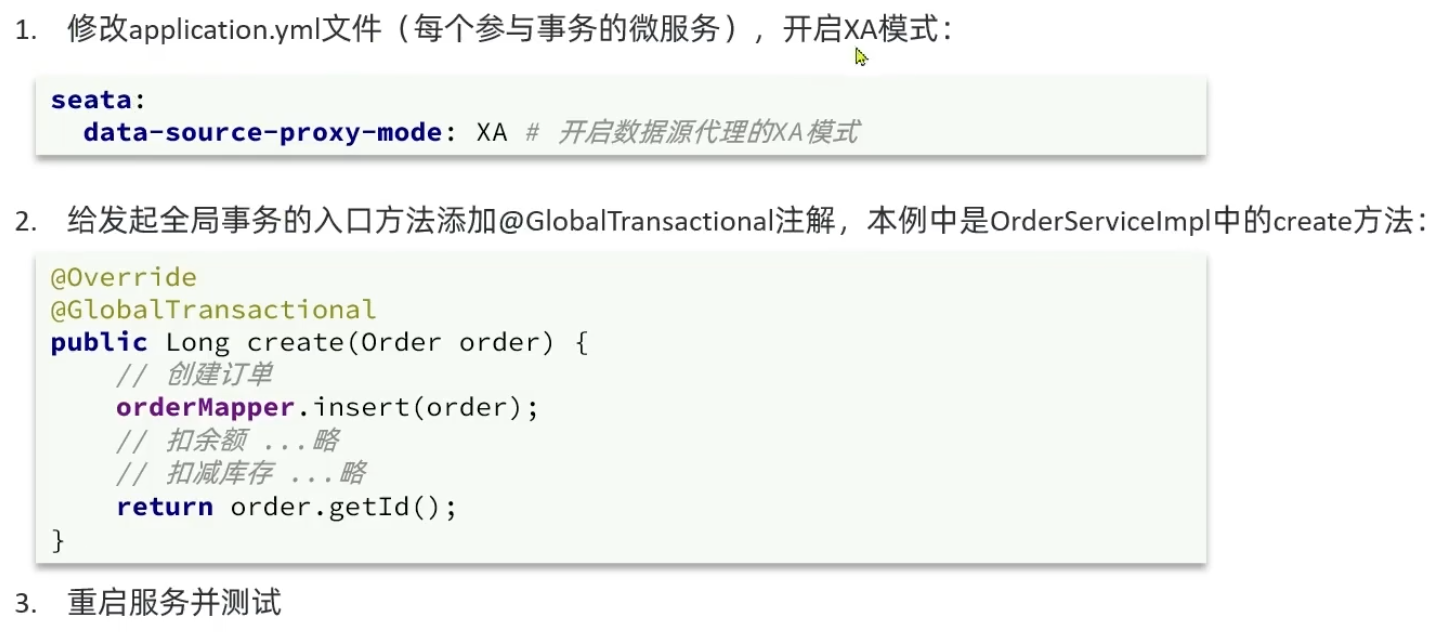 1. 修改application.yml文件（每个参与事务的微服务），开启XA模式：
seata:
  data-source-proxy-mode: XA # 开启数据源代理的XA模式
2. 给发起全局事务的入口方法添加@GlobalTransactional注解，本例中是OrderServiceImpl中的create方法：
@Override
@GlobalTransactional
public Long create(Order order) {
    // 创建订单
    orderMapper.insert(order);
    // 扣余额 ...略
    // 扣减库存 ...略
    return order.getId();
}
3. 重启服务并测试